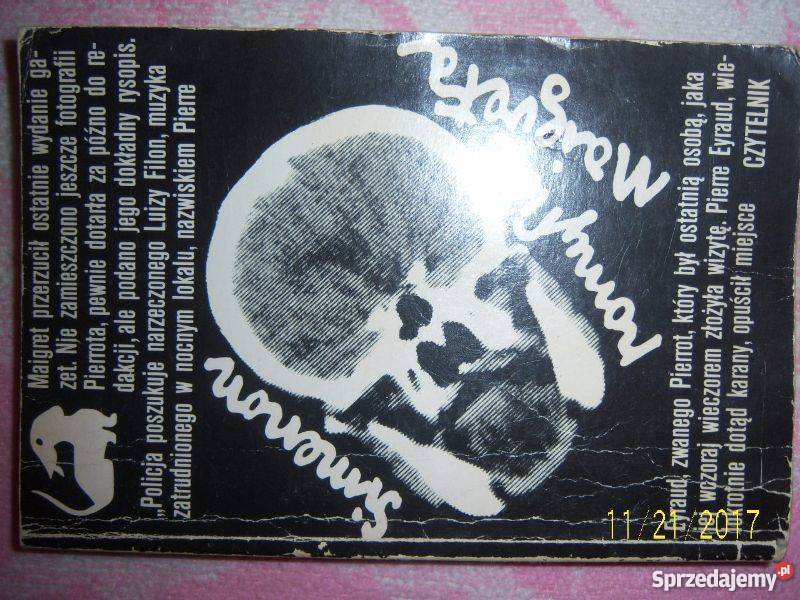 Maigret przerzucił ostatnie wydanie ga-
zet. Nie zamieszczono jeszcze fotografii
Pierrota, pewnie dotarła za późno do re-
dakcji, ale podano jego dokładny rysopis.
„Policja poszukuje narzeczonego Luizy Filon, muzyka
zatrudnionego w nocnym lokalu, nazwiskiem Pierre
Simenon
Maigreta
Eyraud, zwanego Pierrot, który był ostatnią osobą, jaka
wczoraj wieczorem złożyła wizytę. Pierre Eyraud, wie-
lokrotnie dotąd karany, opuścił miejsce CZYTELNIK
11/21/2017
Sprzedajemy.pl